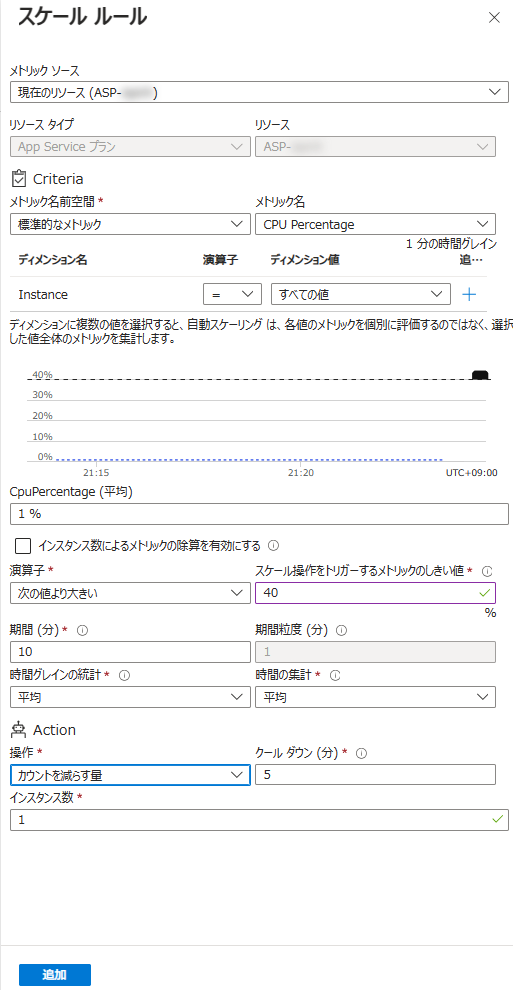 スケール ルール
メトリック ソース
現在のリソース (ASP- )
リソース タイプ
リソース
App Service プラン
ASP-
Criteria
メトリック名前空間 *
メトリック名
標準的なメトリック
CPU Percentage
1 分の時間グレイン
ディメンション名
演算子
ディメンション値
追…
Instance
=
すべての値
ディメンションに複数の値を選択すると、自動スケーリング は、各値のメトリックを個別に評価するのではなく、選択
した値全体のメトリックを集計します。
40%
30%
20%
10%
0%
21:15
21:20
UTC+09:00
CpuPercentage (平均)
1 %
インスタンス数によるメトリックの除算を有効にする
演算子 *
スケール操作をトリガーするメトリックのしきい値 *
次の値より大きい
40
%
期間 (分) *
期間粒度 (分)
10
1
時間グレインの統計 *
時間の集計 *
平均
平均
Action
操作 *
クール ダウン (分) *
カウントを減らす量
5
インスタンス数 *
1
追加